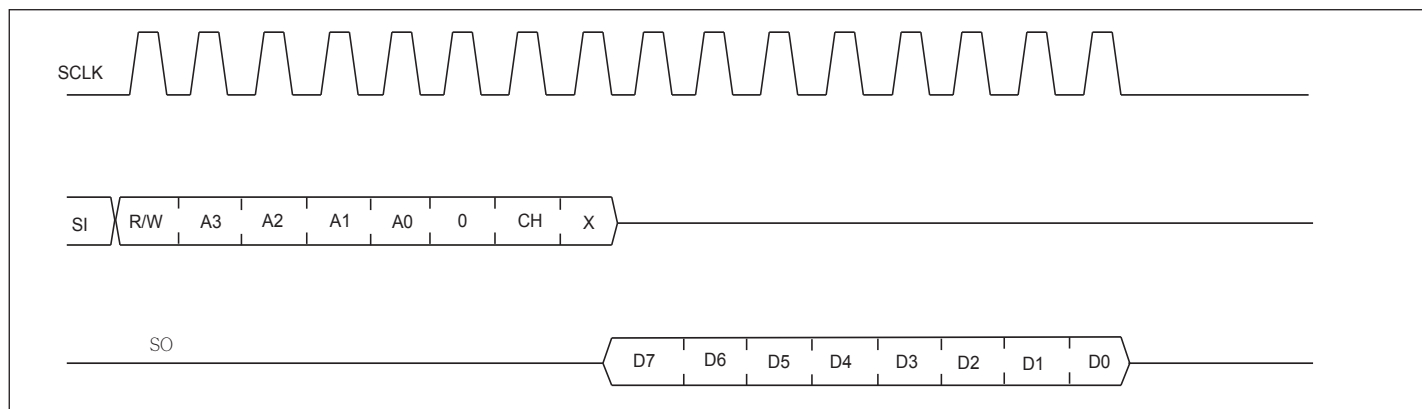 SCLK
SI R/W A3 A2 A1 A0 0 CH X
SO
D7 D6 D5 D4 D3 D2 D1 D0